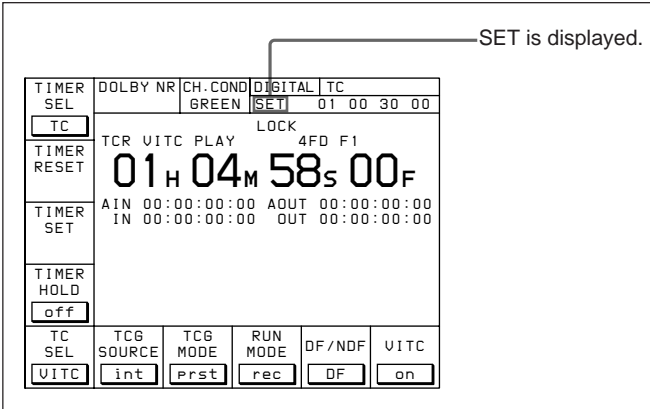 SET is displayed.
TIMER SEL
TC
DOLBY NR
CH.COND
GREEN
DIGITAL
SET
TC
01 00 30 00
LOCK
TCR VITC PLAY 4FD F1
01H 04M 58S 00F
AIN 00:00:00:00 AOUT 00:00:00:00
IN 00:00:00:00 OUT 00:00:00:00
TIMER RESET
TIMER SET
TIMER HOLD
off
TC SEL
VITC
TCG SOURCE
int
TCG MODE
prst
RUN MODE
rec
DF/NDF
DF
VITC
on